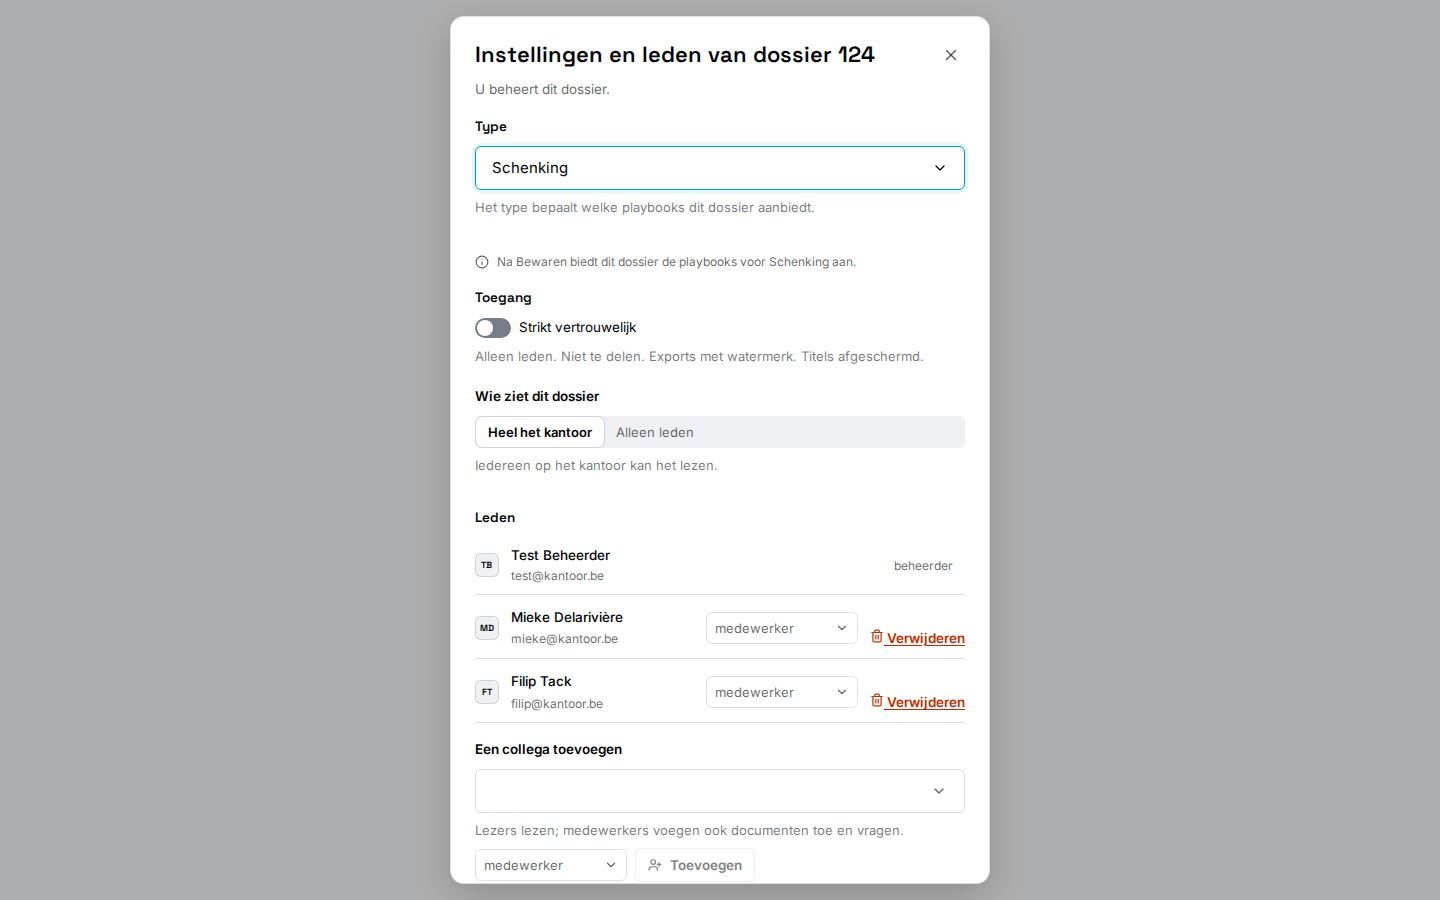 Instellingen en leden van dossier 124
U beheert dit dossier.
Type
Schenking
Het type bepaalt welke playbooks dit dossier aanbiedt.
Na Bewaren biedt dit dossier de playbooks voor Schenking aan.
Toegang
Strikt vertrouwelijk
Alleen leden. Niet te delen. Exports met watermerk. Titels afgeschermd.
Wie ziet dit dossier
Heel het kantoor Alleen leden
Iedereen op het kantoor kan het lezen.
Leden
TB Test Beheerder
test@kantoor.be
beheerder
MD Mieke Delarivière
mieke@kantoor.be
medewerker Verwijderen
FT Filip Tack
filip@kantoor.be
medewerker Verwijderen
Een collega toevoegen
Lezers lezen; medewerkers voegen ook documenten toe en vragen.
medewerker Toevoegen